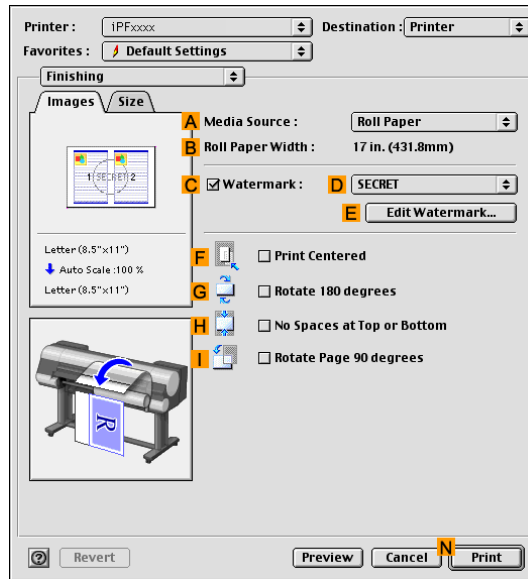 Printer : iPFxxxx Destination : Printer
Favorites : Default Settings
Finishing
Images Size
A Media Source : Roll Paper
B Roll Paper Width : 17 in. (431.8mm)
C Watermark : D SECRET
E Edit Watermark...
1 SECRET 2
Letter (8.5"x11")
Auto Scale :100 %
Letter (8.5"x11")
F Print Centered
G Rotate 180 degrees
H No Spaces at Top or Bottom
I Rotate Page 90 degrees
R
? Revert Preview Cancel N Print